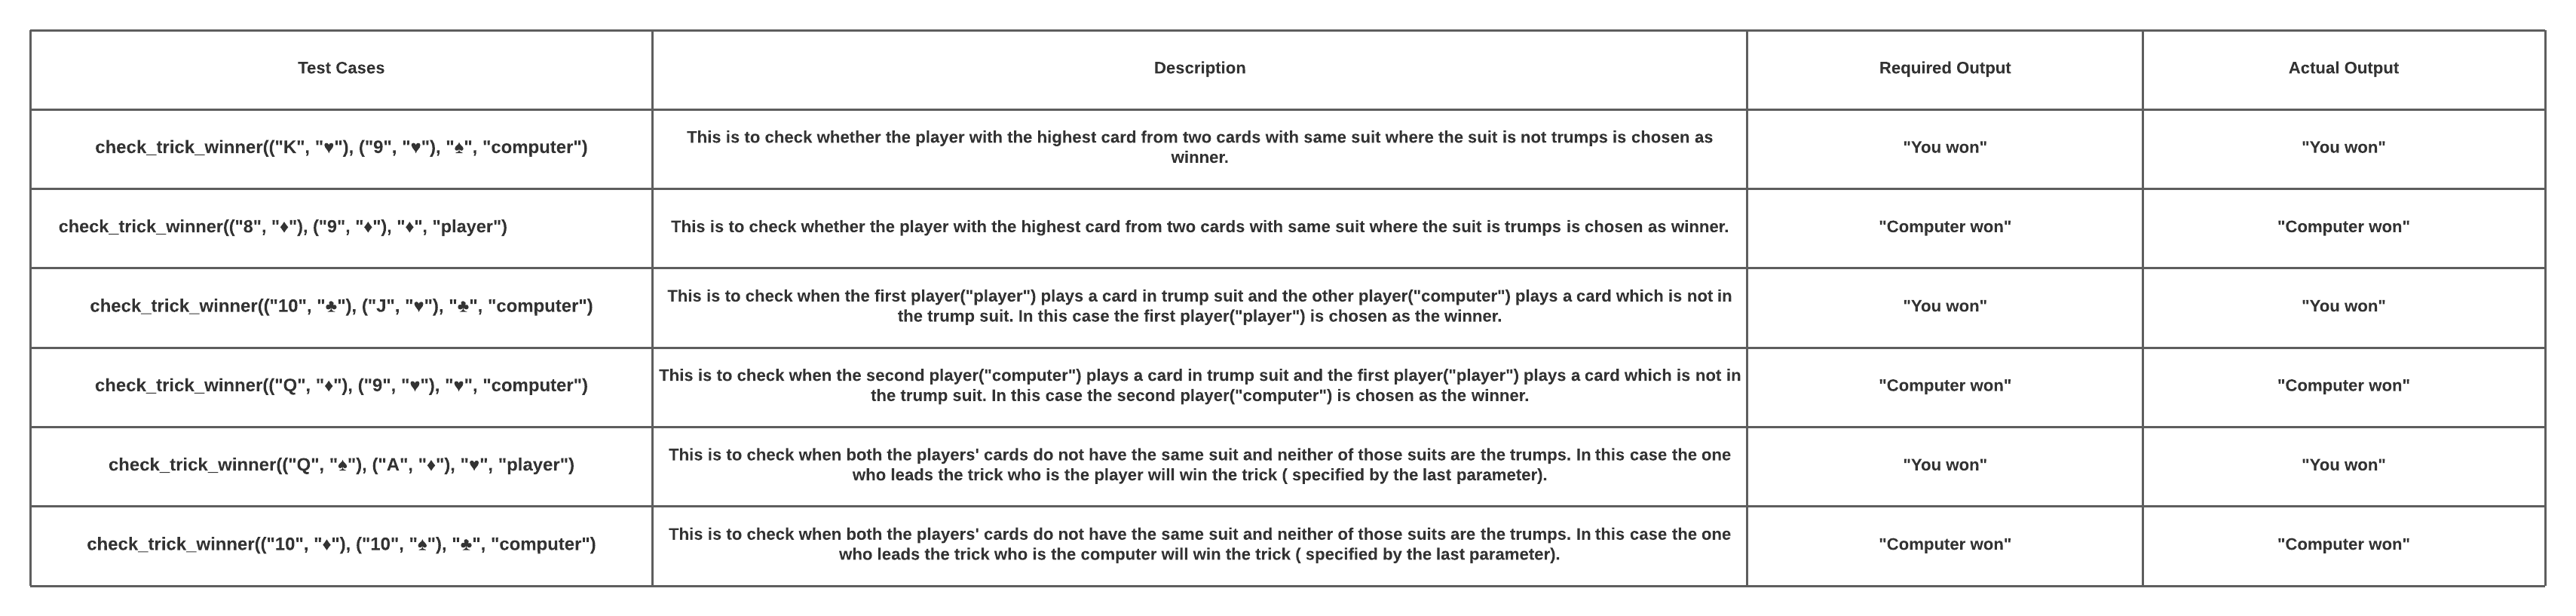 Test Cases
Description
Required Output
Actual Output
check_trick_winner(("K", "♥"), ("9", "♥"), "♠", "computer")
This is to check whether the player with the highest card from two cards with same suit where the suit is not trumps is chosen as
winner.
"You won"
"You won"
check_trick_winner(("8", "♦"), ("9", "♦"), "♦", "player")
This is to check whether the player with the highest card from two cards with same suit where the suit is trumps is chosen as winner.
"Computer won"
"Computer won"
check_trick_winner(("10", "♣"), ("J", "♥"), "♣", "computer")
This is to check when the first player("player") plays a card in trump suit and the other player("computer") plays a card which is not in
the trump suit. In this case the first player("player") is chosen as the winner.
"You won"
"You won"
check_trick_winner(("Q", "♦"), ("9", "♥"), "♥", "computer")
This is to check when the second player("computer") plays a card in trump suit and the first player("player") plays a card which is not in
the trump suit. In this case the second player("computer") is chosen as the winner.
"Computer won"
"Computer won"
check_trick_winner(("Q", "♠"), ("A", "♦"), "♥", "player")
This is to check when both the players' cards do not have the same suit and neither of those suits are the trumps. In this case the one
who leads the trick who is the player will win the trick ( specified by the last parameter).
"You won"
"You won"
check_trick_winner(("10", "♦"), ("10", "♠"), "♣", "computer")
This is to check when both the players' cards do not have the same suit and neither of those suits are the trumps. In this case the one
who leads the trick who is the computer will win the trick ( specified by the last parameter).
"Computer won"
"Computer won"